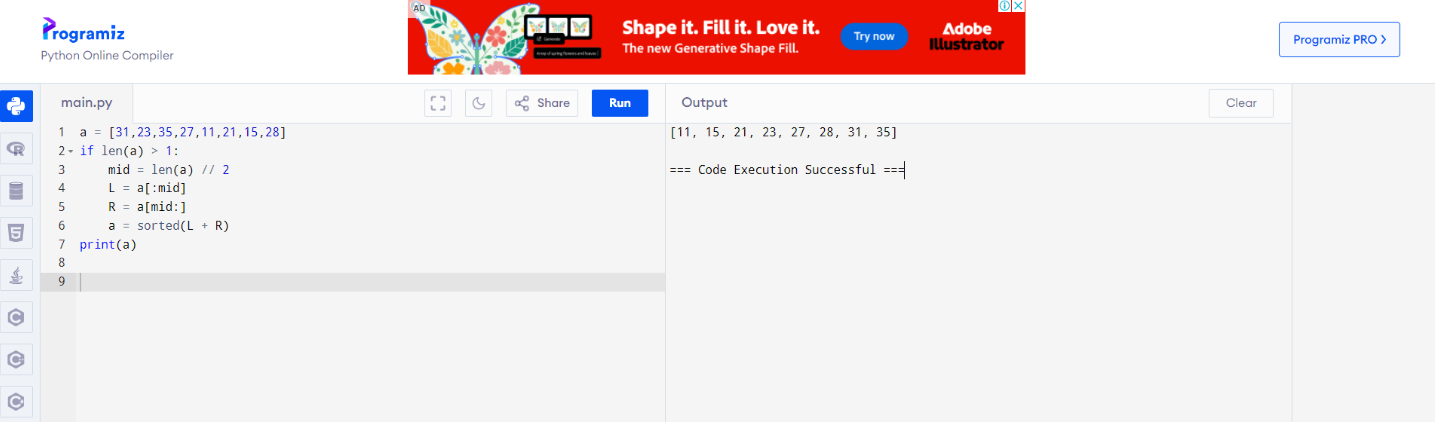 Programiz
Python Online Compiler
AD
Generate
Shape it. Fill it. Love it.
The new Generative Shape Fill.
Try now
Adobe
Illustrator
Programiz PRO >
main.py
Share
Run
Output
Clear
1 a = [31,23,35,27,11,21,15,28]
2 if len(a) > 1:
3     mid = len(a) // 2
4     L = a[:mid]
5     R = a[mid:]
6     a = sorted(L + R)
7 print(a)
8
9
[11, 15, 21, 23, 27, 28, 31, 35]
=== Code Execution Successful ===